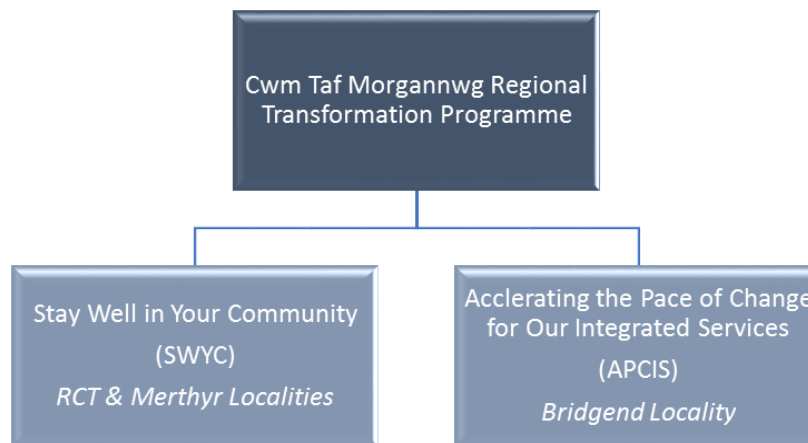 Cwm Taf Morgannwg Regional
Transformation Programme
Stay Well in Your Community
(SWYC)
RCT & Merthyr Localities
Acclerating the Pace of Change
for Our Integrated Services
(APCIS)
Bridgend Locality